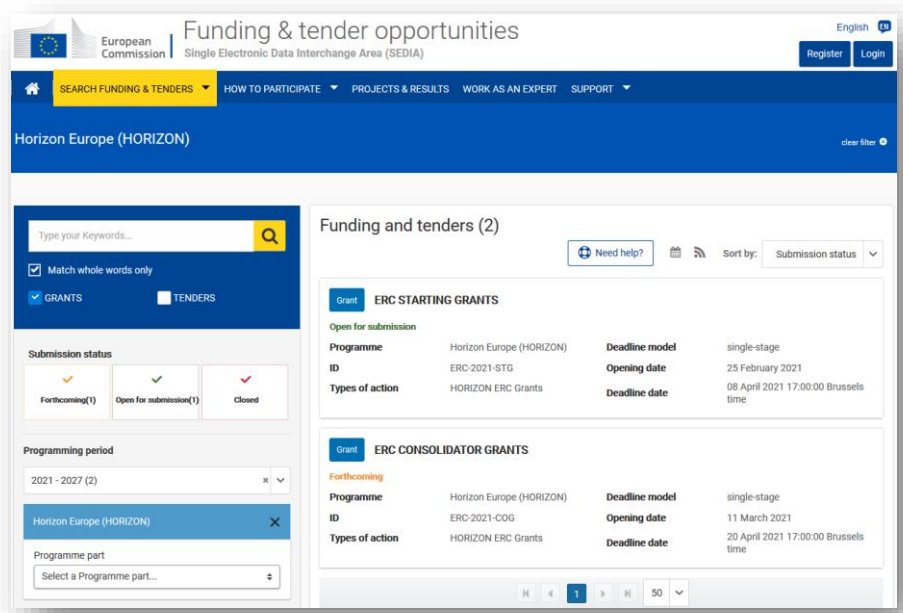 European
Commission
Funding & tender opportunities
Single Electronic Data Interchange Area (SEDIA)
English EN
Register Login
SEARCH FUNDING & TENDERS HOW TO PARTICIPATE PROJECTS & RESULTS WORK AS AN EXPERT SUPPORT
Horizon Europe (HORIZON)
clear filter
Type your Keywords...
Match whole words only
GRANTS TENDERS
Submission status
Forthcoming(1) Open for submission(1) Closed
Programming period
2021 - 2027 (2)
Horizon Europe (HORIZON)
Programme part
Select a Programme part...
Funding and tenders (2)
Need help? Sort by: Submission status
Grant ERC STARTING GRANTS
Open for submission
Programme Horizon Europe (HORIZON) Deadline model single-stage
ID ERC-2021-STG Opening date 25 February 2021
Types of action HORIZON ERC Grants Deadline date 08 April 2021 17:00:00 Brussels
time
Grant ERC CONSOLIDATOR GRANTS
Forthcoming
Programme Horizon Europe (HORIZON) Deadline model single-stage
ID ERC-2021-COG Opening date 11 March 2021
Types of action HORIZON ERC Grants Deadline date 20 April 2021 17:00:00 Brussels
time
1 50